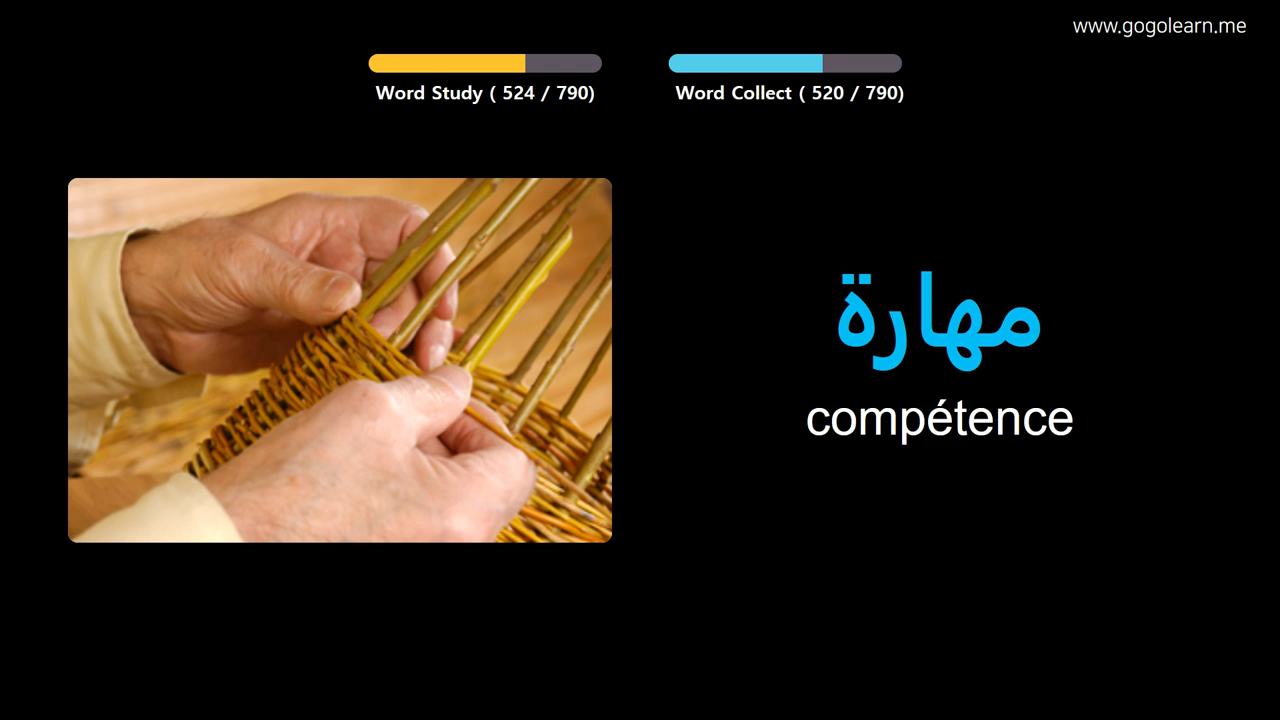 www.gogolearn.me
Word Study ( 524 / 790)
Word Collect ( 520 / 790)
مهارة
compétence